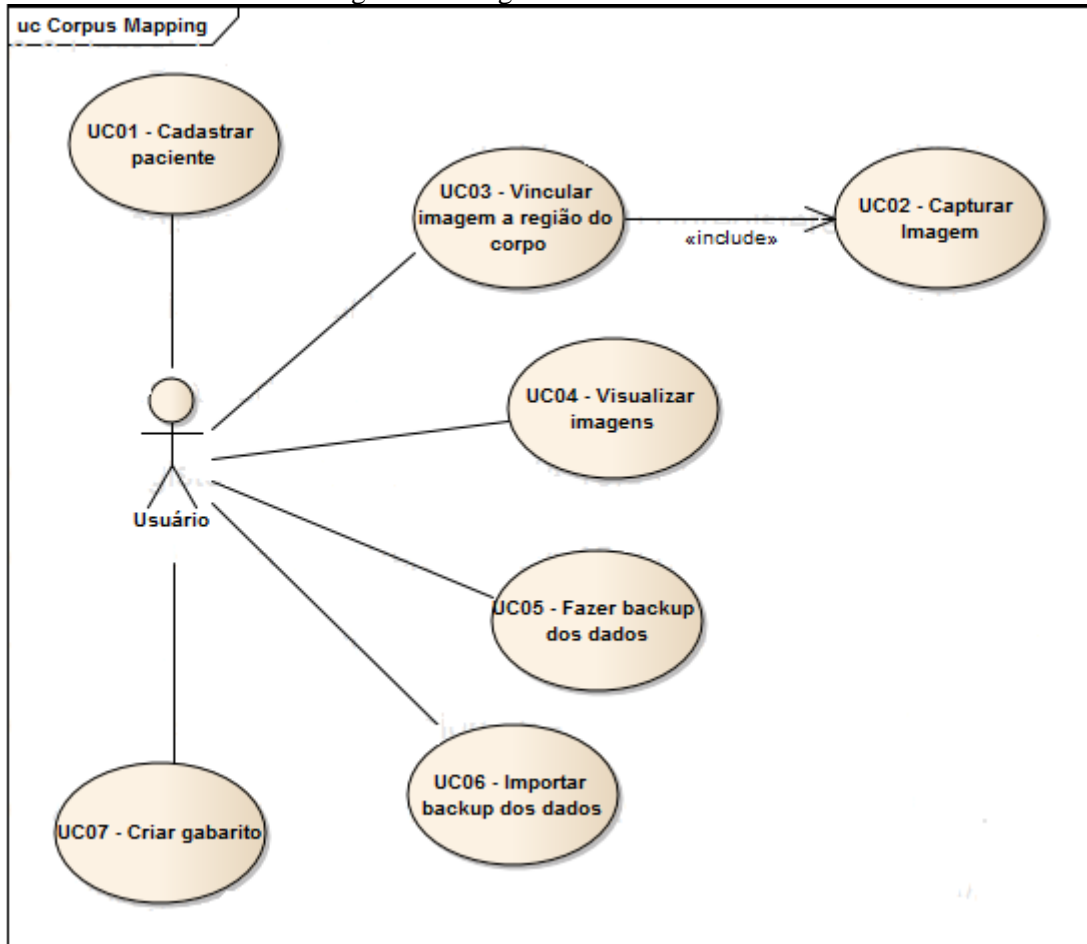 uc Corpus Mapping
UC01 - Cadastrar
paciente
UC03 - Vincular
imagem a região do
corpo
«include»
UC02 - Capturar
Imagem
UC04 - Visualizar
imagens
Usuário
UC05 - Fazer backup
dos dados
UC06 - Importar
backup dos dados
UC07 - Criar gabarito